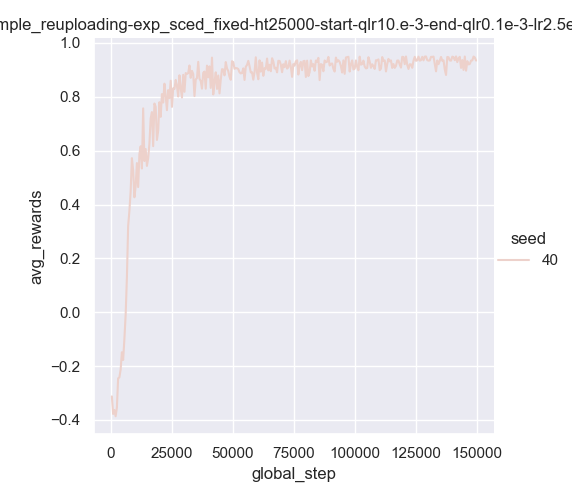 mple_reuploading-exp_sced_fixed-ht25000-start-qlr10.e-3-end-qlr0.1e-3-lr2.5e
1.0
0.8
0.6
0.4
0.2
0.0
−0.2
−0.4
avg_rewards
0 25000 50000 75000 100000 125000 150000
global_step
seed
40